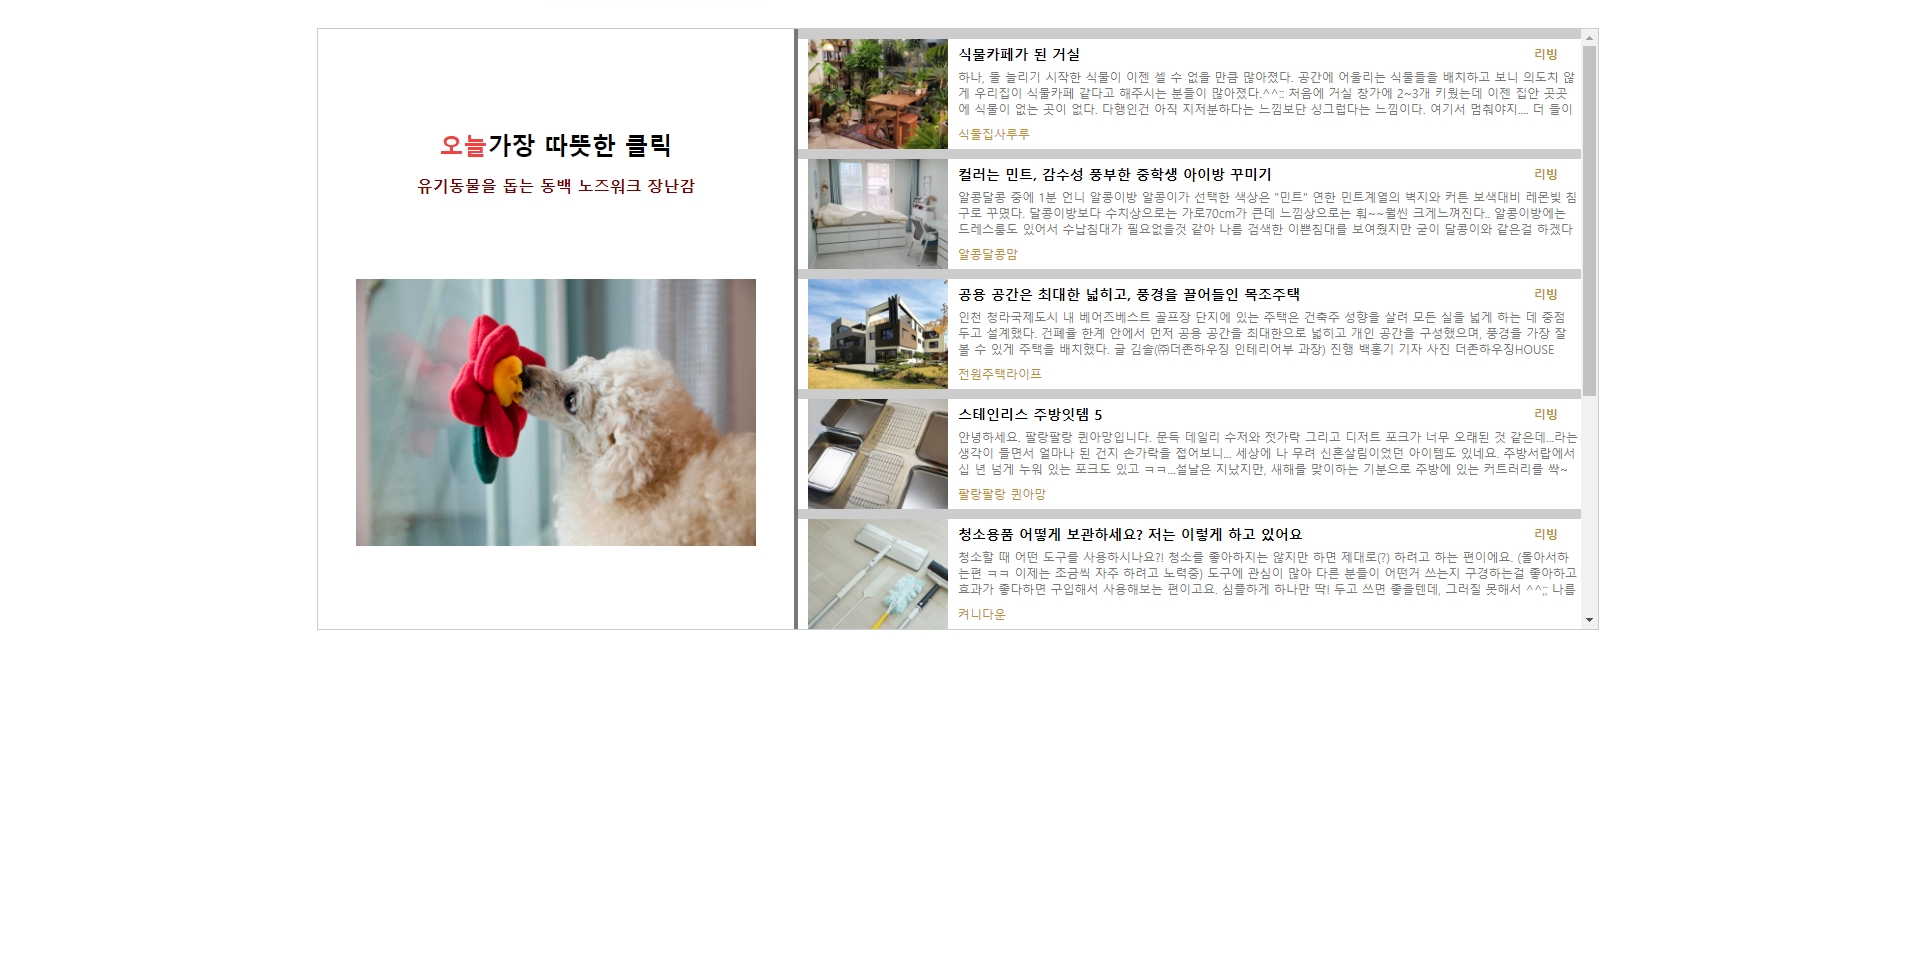 오늘가장 따뜻한 클릭
유기동물을 돕는 동백 노즈워크 장난감
식물카페가 된 거실
리빙
하나, 둘 늘리기 시작한 식물이 이젠 셀 수 없을 만큼 많아졌다. 공간에 어울리는 식물들을 배치하고 보니 의도치 않
게 우리집이 식물카페 같다고 해주시는 분들이 많아졌다.^^:: 처음에 거실 창가에 2~3개 키웠는데 이젠 집안 곳곳
에 식물이 없는 곳이 없다. 다행인건 아직 지저분하다는 느낌보단 싱그럽다는 느낌이다. 여기서 멈춰야지.... 더 들이
식물집사루루
컬러는 민트, 감수성 풍부한 중학생 아이방 꾸미기
리빙
알콩달콩 중에 1분 언니 알콩이방 알콩이가 선택한 색상은 "민트" 연한 민트계열의 벽지와 커튼 보색대비 레몬빛 침
구로 꾸몄다. 달콩이방보다 수치상으로는 가로70cm가 큰데 느낌상으로는 훠~~월씬 크게느껴진다.. 알콩이방에는
드레스룸도 있어서 수납침대가 필요없을것 같아 나름 검색한 이쁜침대를 보여줬지만 굳이 달콩이와 같은걸 하겠다
알콩달콩맘
공용 공간은 최대한 넓히고, 풍경을 끌어들인 목조주택
리빙
인천 청라국제도시 내 베어즈베스트 골프장 단지에 있는 주택은 건축주 성향을 살려 모든 실을 넓게 하는 데 중점
두고 설계했다. 건폐율 한계 안에서 먼저 공용 공간을 최대한으로 넓히고 개인 공간을 구성했으며, 풍경을 가장 잘
볼 수 있게 주택을 배치했다. 글 김솔(㈜더존하우징 인테리어부 과장) 진행 백홍기 기자 사진 더존하우징HOUSE
전원주택라이프
스테인리스 주방잇템 5
리빙
안녕하세요. 팔랑팔랑 퀸아망입니다. 문득 데일리 수저와 젓가락 그리고 디저트 포크가 너무 오래된 것 같은데...라는
생각이 들면서 얼마나 된 건지 손가락을 접어보니... 세상에 나 무려 신혼살림이었던 아이템도 있네요. 주방서랍에서
십 년 넘게 누워 있는 포크도 있고 ㅋㅋ...설날은 지났지만, 새해를 맞이하는 기분으로 주방에 있는 커트러리를 싹~
팔랑팔랑 퀸아망
청소용품 어떻게 보관하세요? 저는 이렇게 하고 있어요
리빙
청소할 때 어떤 도구를 사용하시나요?! 청소를 좋아하지는 않지만 하면 제대로(?) 하려고 하는 편이에요. (몰아서하
는편 ㅋㅋ 이제는 조금씩 자주 하려고 노력중) 도구에 관심이 많아 다른 분들이 어떤거 쓰는지 구경하는걸 좋아하고
효과가 좋다하면 구입해서 사용해보는 편이고요. 심플하게 하나만 딱! 두고 쓰면 좋을텐데, 그러질 못해서 ^^;; 나름
켜니다운